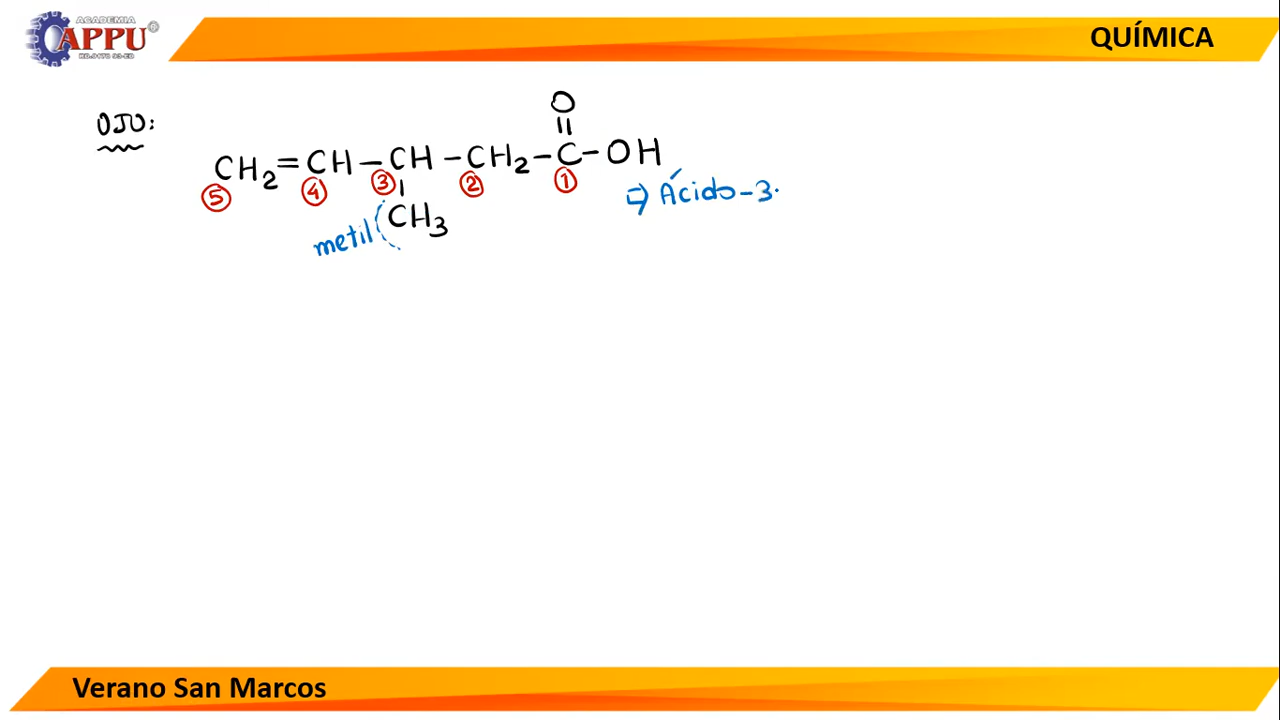 ACADEMIA
APPU®
QUÍMICA
OJO:
O
||
CH2=CH-CH-CH2-C-OH
5 4 3 2 1
⇒ Ácido-3-
metil CH3
Verano San Marcos